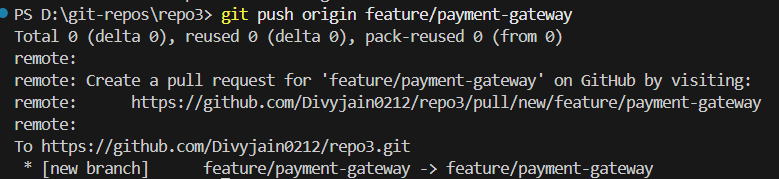 PS D:\git-repos\repo3> git push origin feature/payment-gateway
Total 0 (delta 0), reused 0 (delta 0), pack-reused 0 (from 0)
remote:
remote: Create a pull request for 'feature/payment-gateway' on GitHub by visiting:
remote:      https://github.com/Divyjain0212/repo3/pull/new/feature/payment-gateway
remote:
To https://github.com/Divyjain0212/repo3.git
 * [new branch]      feature/payment-gateway -> feature/payment-gateway